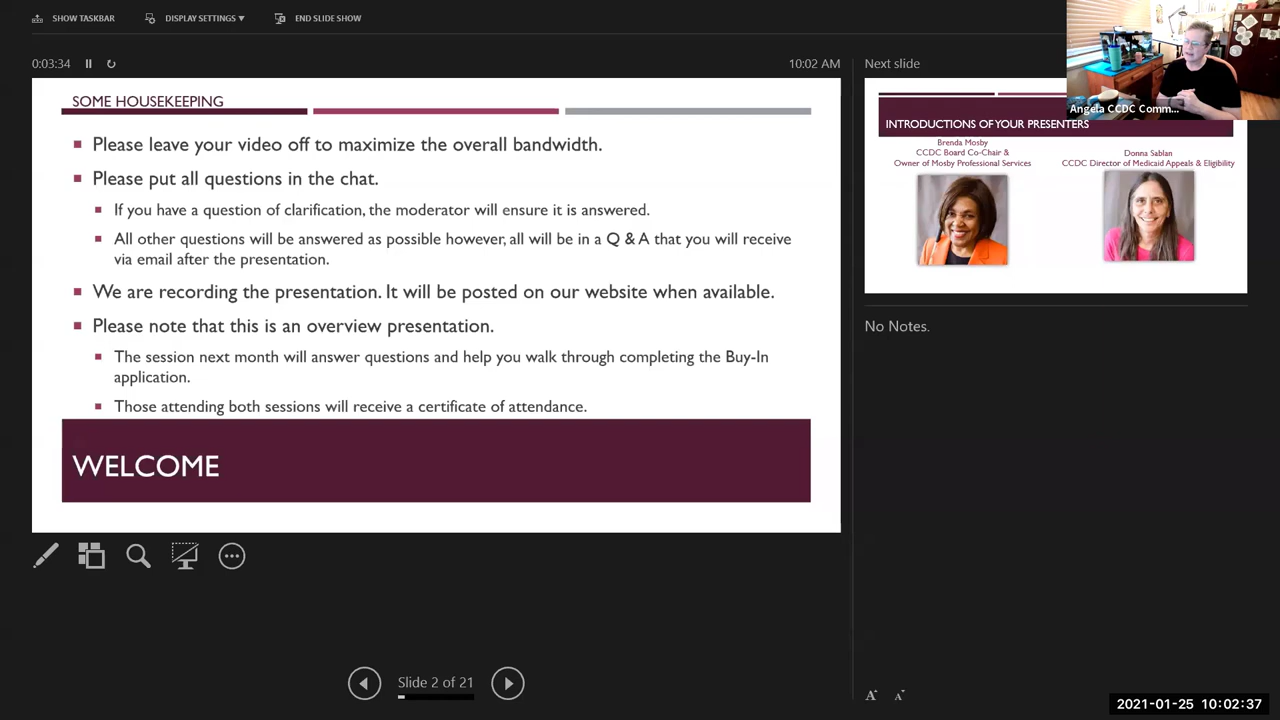 SHOW TASKBAR
DISPLAY SETTINGS ▼
END SLIDE SHOW
0:03:34
10:02 AM
SOME HOUSEKEEPING
Please leave your video off to maximize the overall bandwidth.
Please put all questions in the chat.
If you have a question of clarification, the moderator will ensure it is answered.
All other questions will be answered as possible however, all will be in a Q & A that you will receive
via email after the presentation.
We are recording the presentation. It will be posted on our website when available.
Please note that this is an overview presentation.
The session next month will answer questions and help you walk through completing the Buy-In
application.
Those attending both sessions will receive a certificate of attendance.
WELCOME
Slide 2 of 21
Next slide
Angela CCDC Comm...
INTRODUCTIONS OF YOUR PRESENTERS
Brenda Mosby
CCDC Board Co-Chair &
Owner of Mosby Professional Services
Donna Sablan
CCDC Director of Medicaid Appeals & Eligibility
No Notes.
A A
2021-01-25 10:02:37